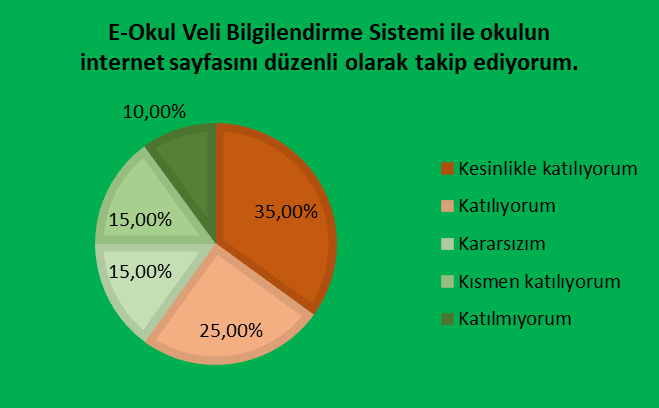 E-Okul Veli Bilgilendirme Sistemi ile okulun
internet sayfasını düzenli olarak takip ediyorum.
10,00%
35,00%
15,00%
15,00%
25,00%
Kesinlikle katılıyorum
Katılıyorum
Kararsızım
Kısmen katılıyorum
Katılmıyorum